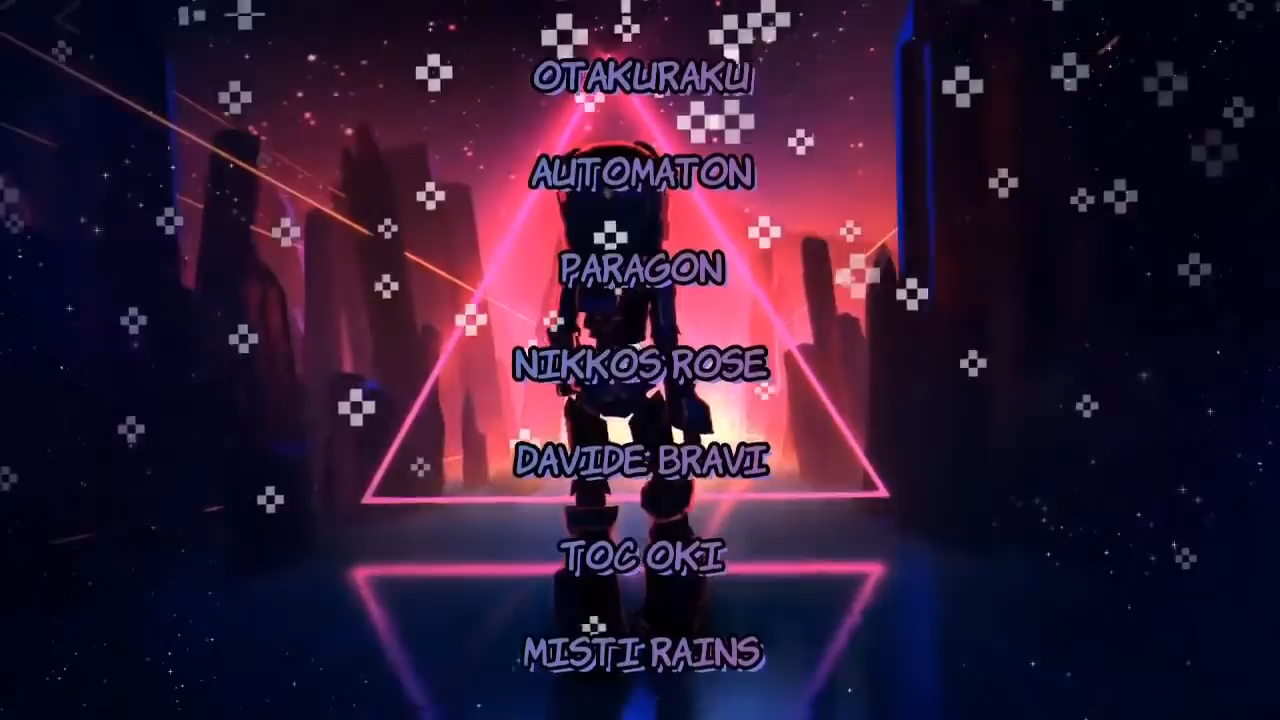 OTAKURAKU
AUTOMATON
PARAGON
NIKKOS ROSE
DAVIDE BRAVI
TOC OKI
MISTI RAINS